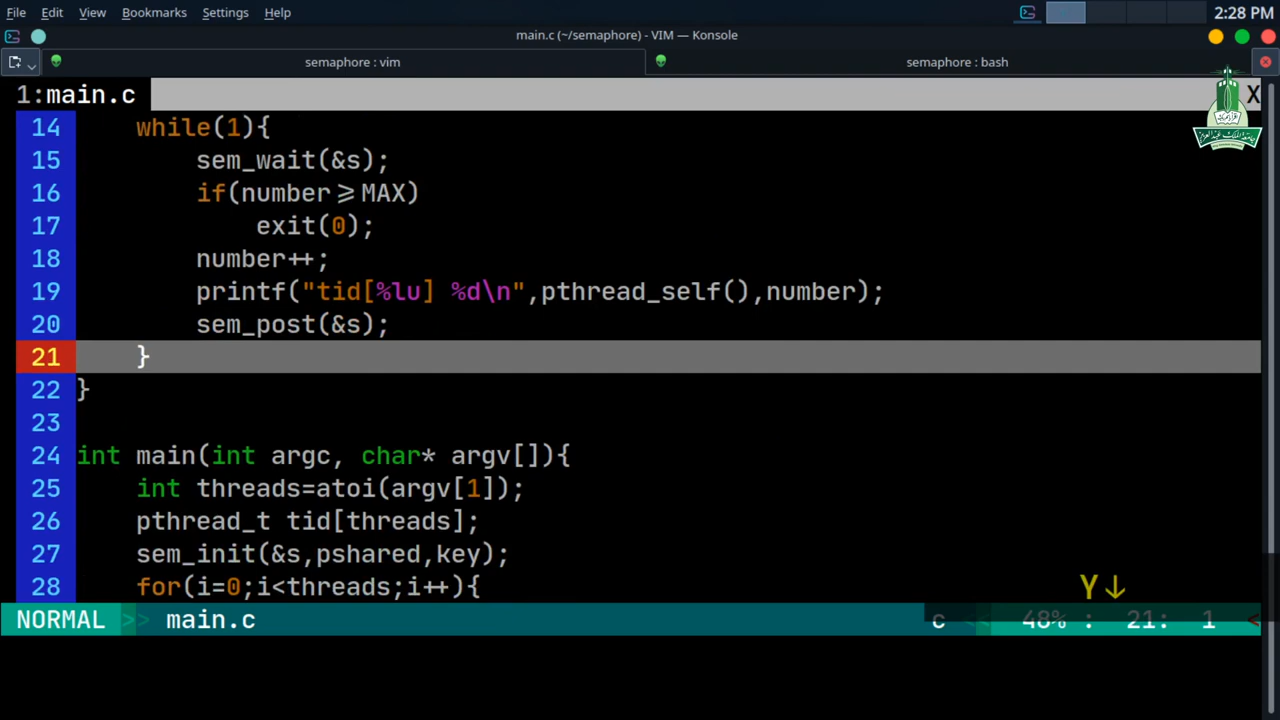 File Edit View Bookmarks Settings Help 2:28 PM
main.c (~/semaphore) - VIM — Konsole
semaphore : vim semaphore : bash
1:main.c X
14 while(1){
15 sem_wait(&s);
16 if(number>=MAX)
17 exit(0);
18 number++;
19 printf("tid[%lu] %d\n",pthread_self(),number);
20 sem_post(&s);
21 }
22 }
23
24 int main(int argc, char* argv[]){
25 int threads=atoi(argv[1]);
26 pthread_t tid[threads];
27 sem_init(&s,pshared,key);
28 for(i=0;i<threads;i++){
Y↓
NORMAL >> main.c c << 48% : 21: 1 <